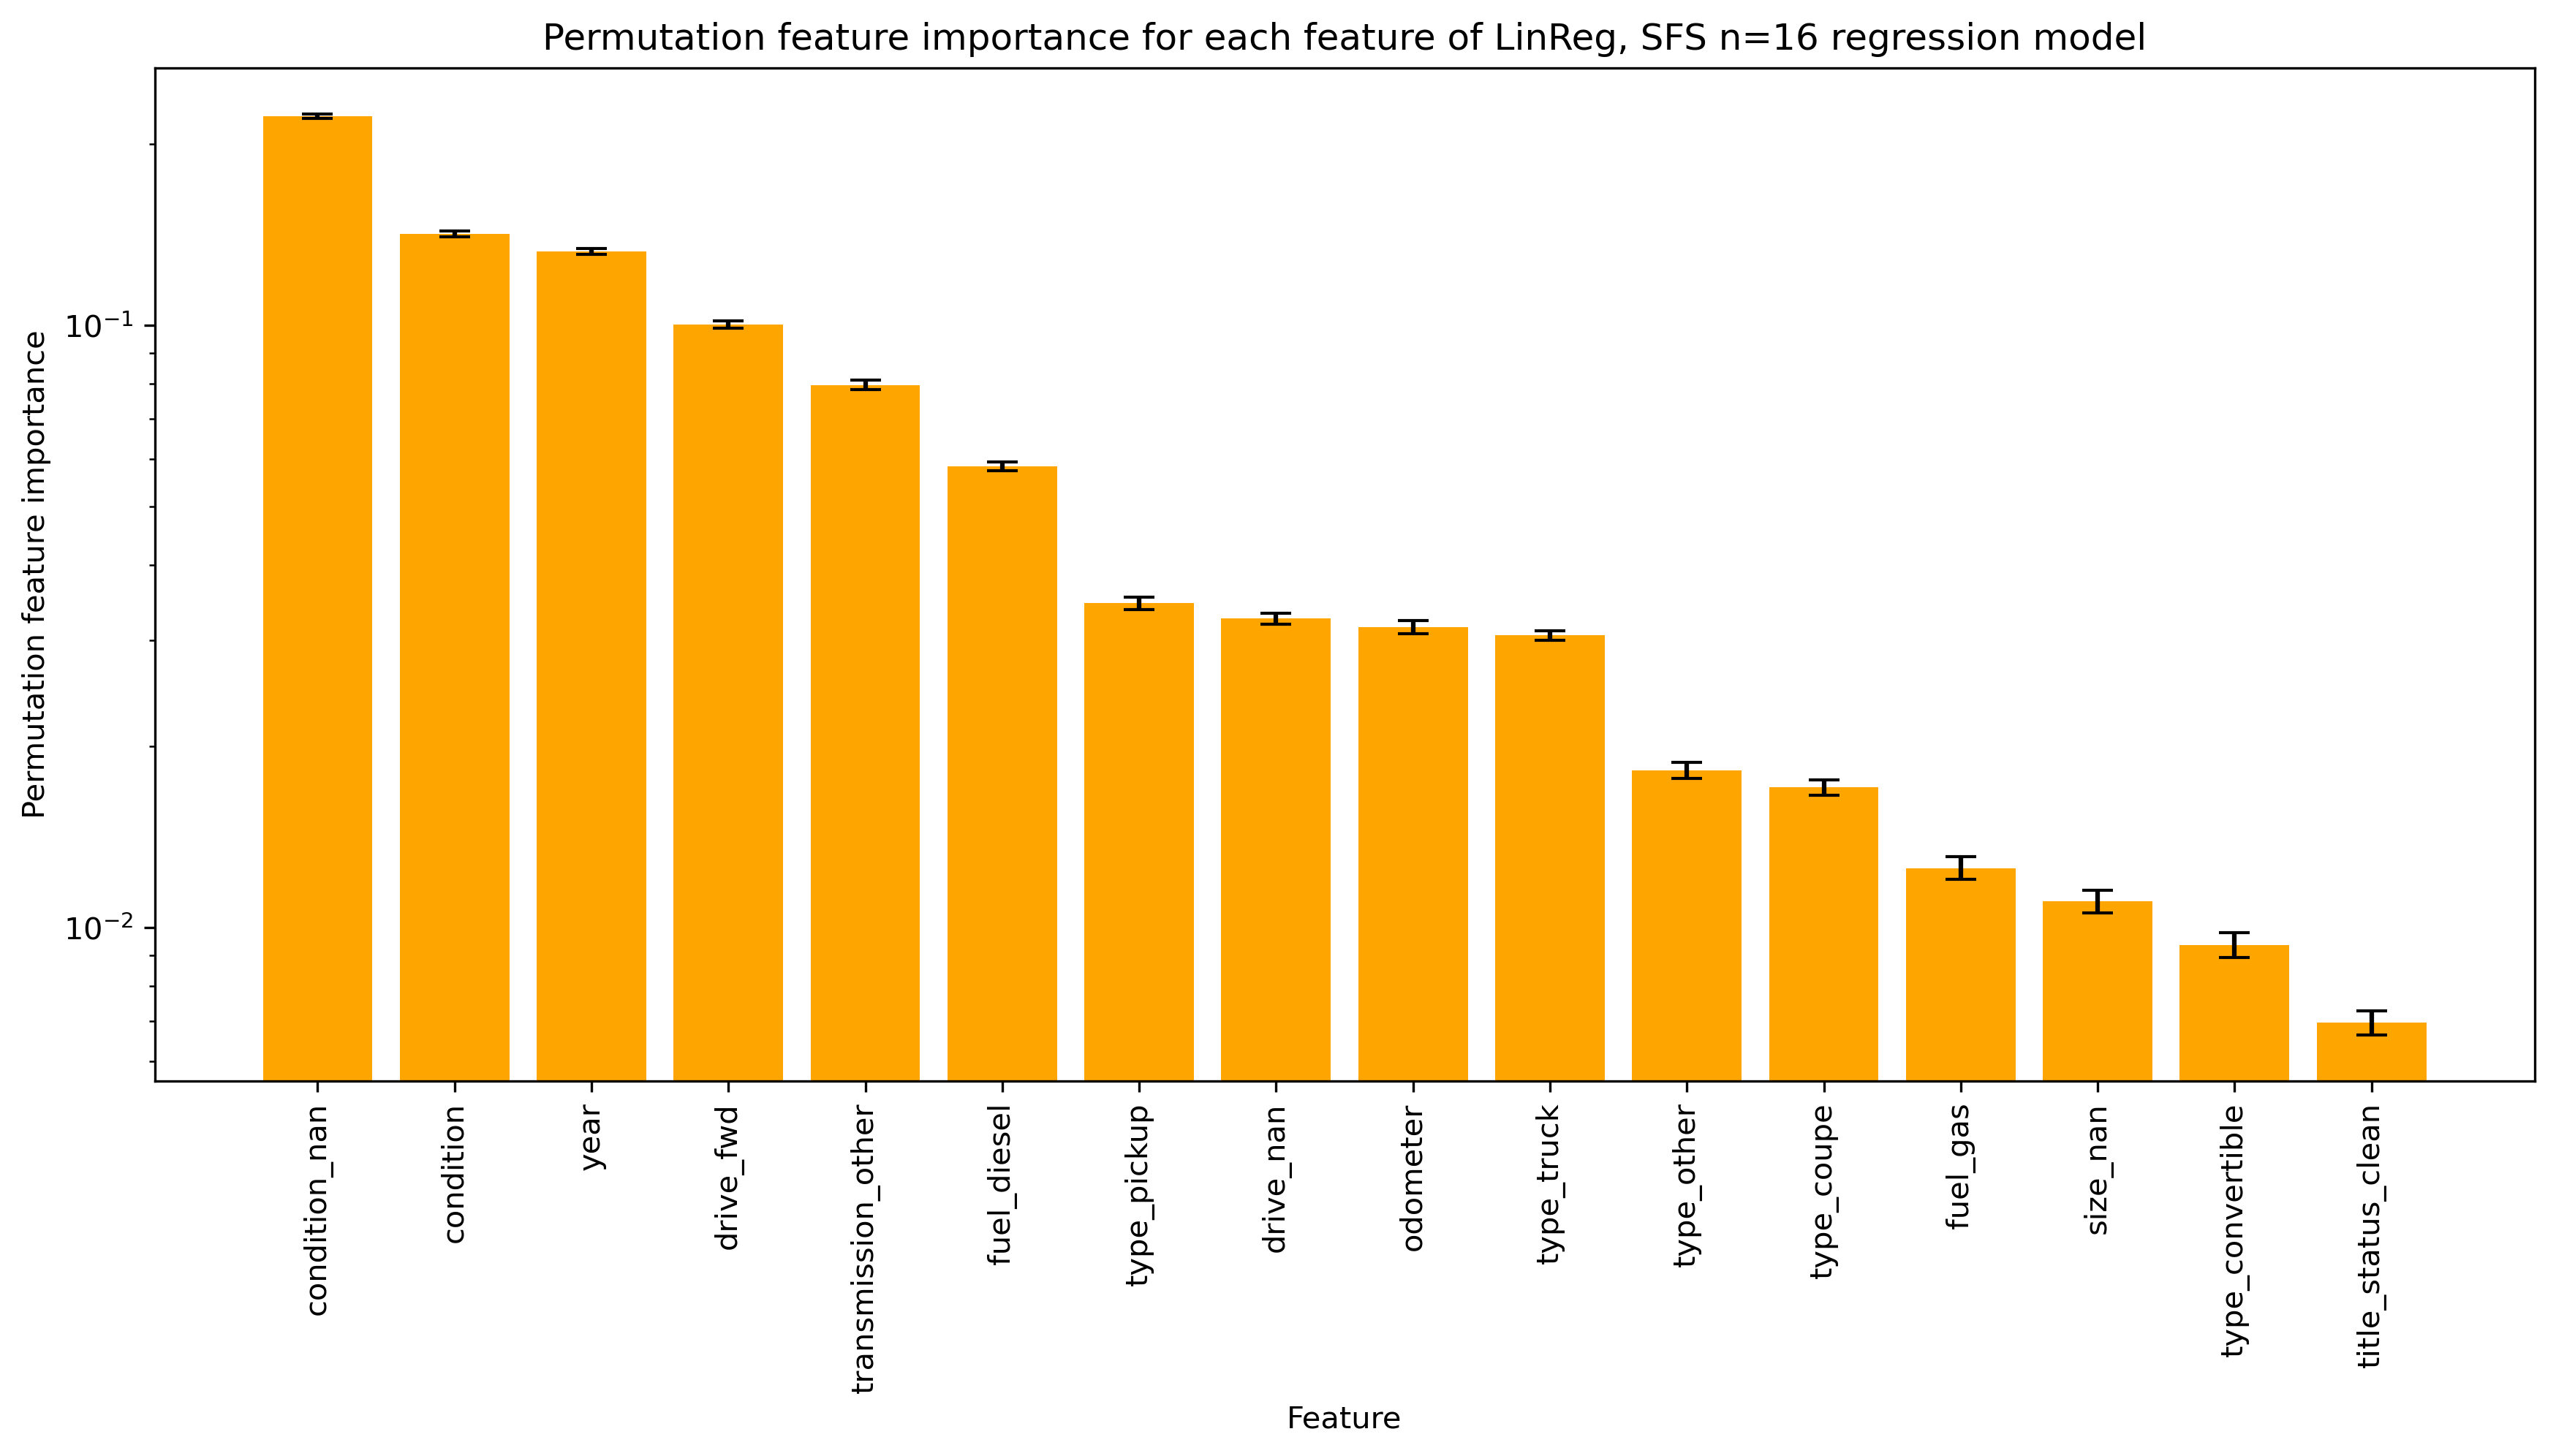 Permutation feature importance for each feature of LinReg, SFS n=16 regression model
Permutation feature importance
10⁻¹
10⁻²
condition_nan
condition
year
drive_fwd
transmission_other
fuel_diesel
type_pickup
drive_nan
odometer
type_truck
type_other
type_coupe
fuel_gas
size_nan
type_convertible
title_status_clean
Feature